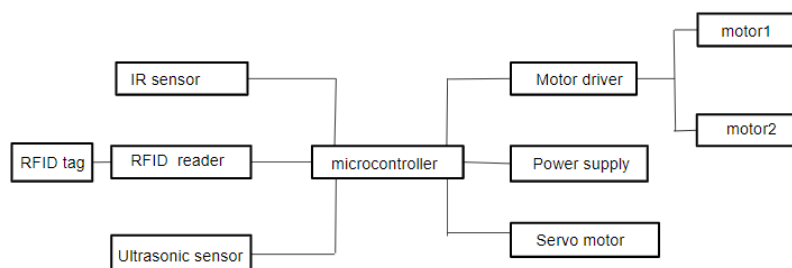 motor1
IR sensor
Motor driver
motor2
RFID tag
RFID reader
microcontroller
Power supply
Servo motor
Ultrasonic sensor